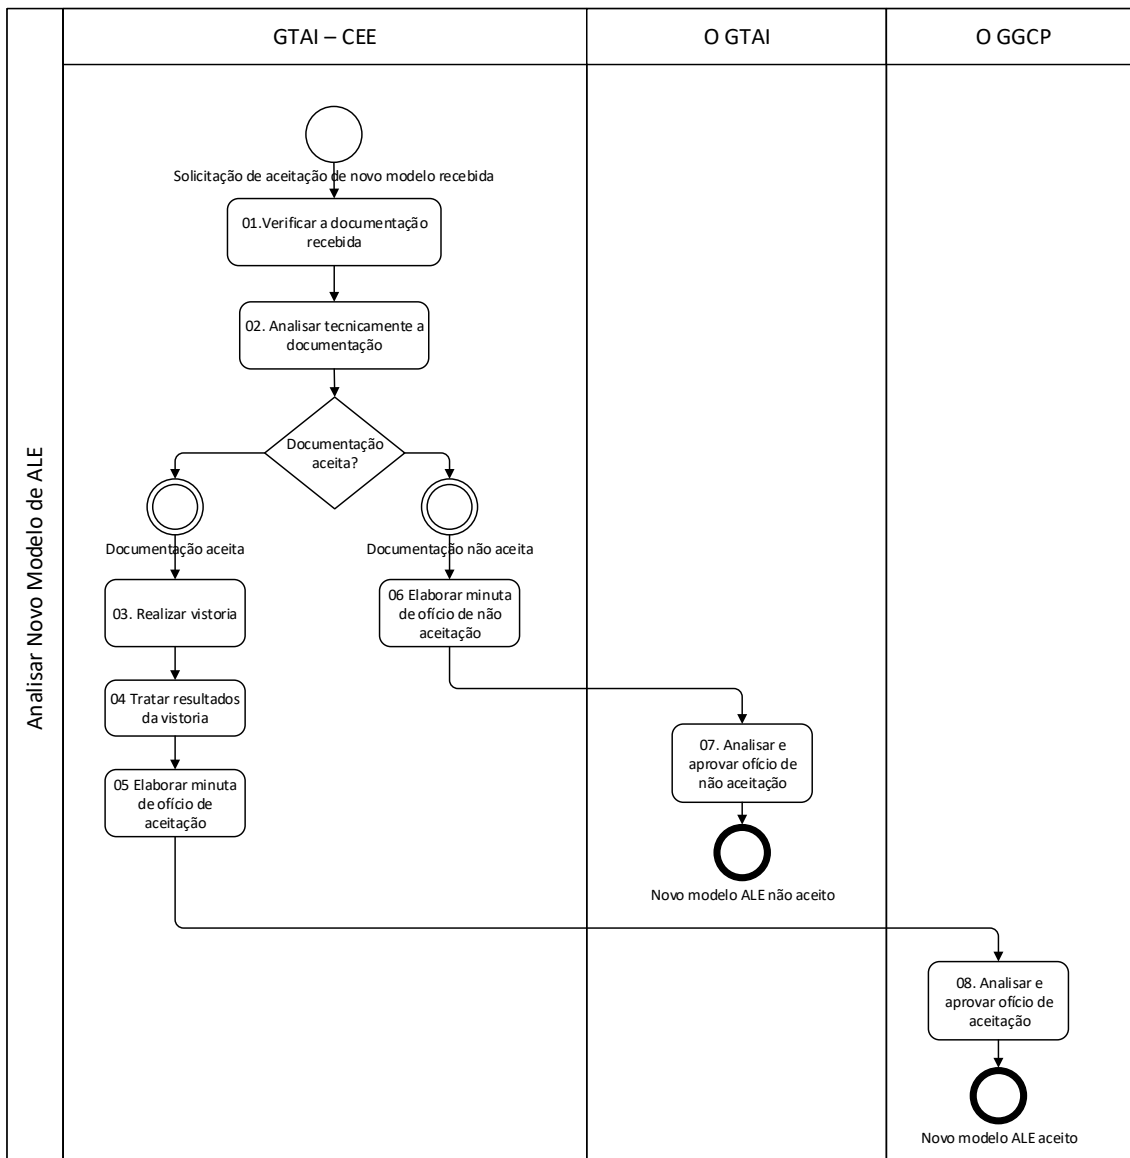 GTAI – CEE
O GTAI
O GGCP
Analisar Novo Modelo de ALE
Solicitação de aceitação de novo modelo recebida
01.Verificar a documentação
recebida
02. Analisar tecnicamente a
documentação
Documentação
aceita?
Documentação aceita
Documentação não aceita
03. Realizar vistoria
06 Elaborar minuta
de ofício de não
aceitação
04 Tratar resultados
da vistoria
05 Elaborar minuta
de ofício de
aceitação
07. Analisar e
aprovar ofício de
não aceitação
Novo modelo ALE não aceito
08. Analisar e
aprovar ofício de
aceitação
Novo modelo ALE aceito